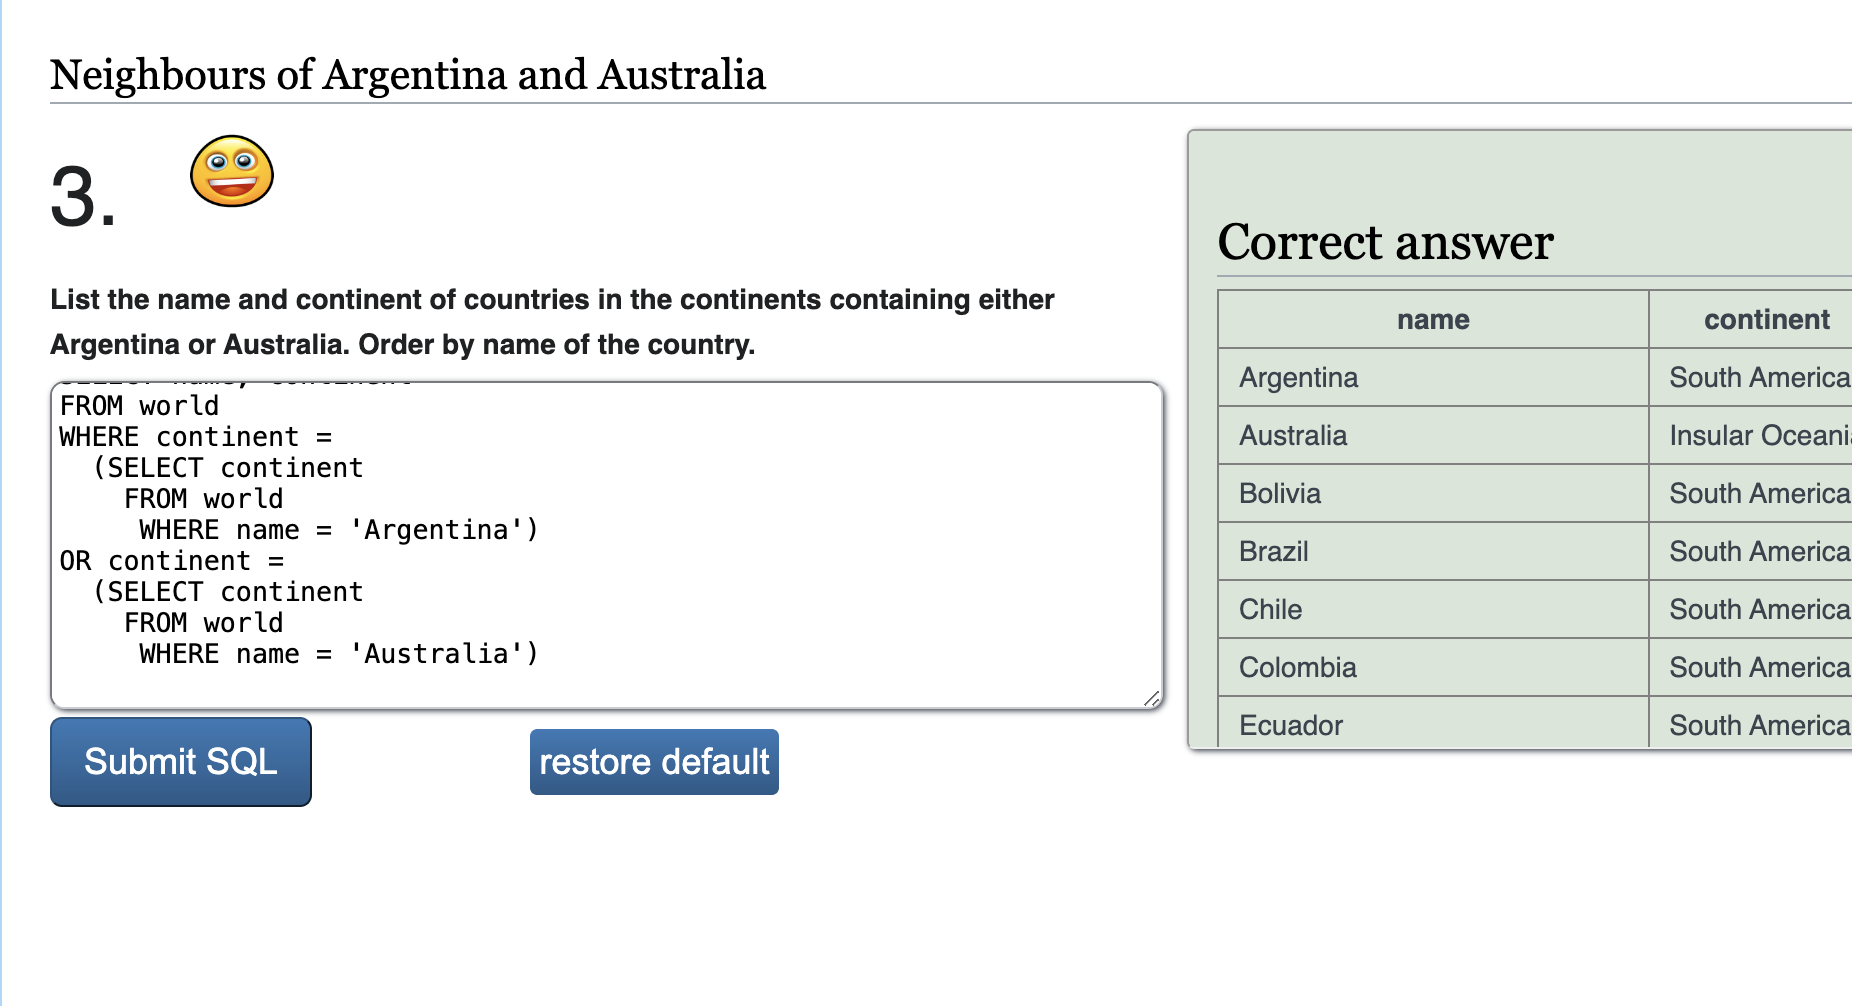 Neighbours of Argentina and Australia
3.
List the name and continent of countries in the continents containing either
Argentina or Australia. Order by name of the country.
FROM world
WHERE continent =
(SELECT continent
FROM world
WHERE name = 'Argentina')
OR continent =
(SELECT continent
FROM world
WHERE name = 'Australia')
Submit SQL
restore default
Correct answer
name continent
Argentina South America
Australia Insular Oceani
Bolivia South America
Brazil South America
Chile South America
Colombia South America
Ecuador South America